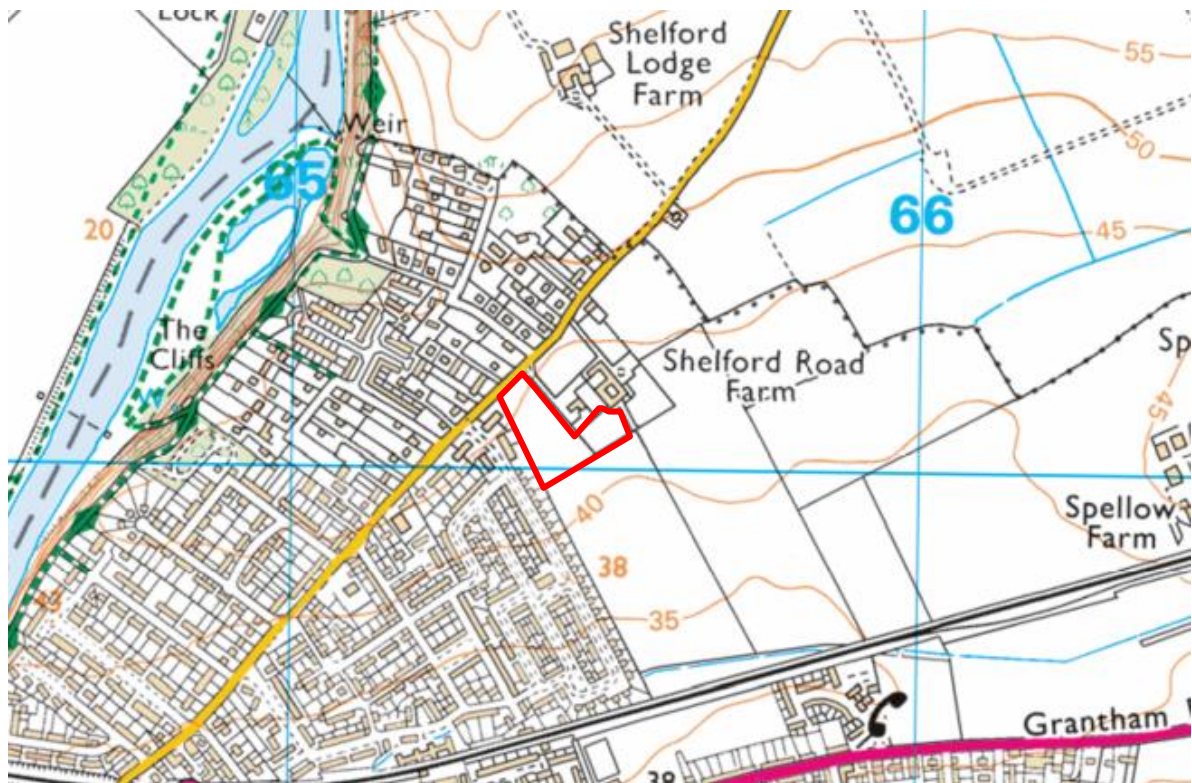 Lock
Shelford
Lodge
Farm
55
Weir
50
65
66
20
45
The
Cliffs
Shelford Road
Farm
Sp
45
W
40
Spellow
Farm
38
35
Grantham
38